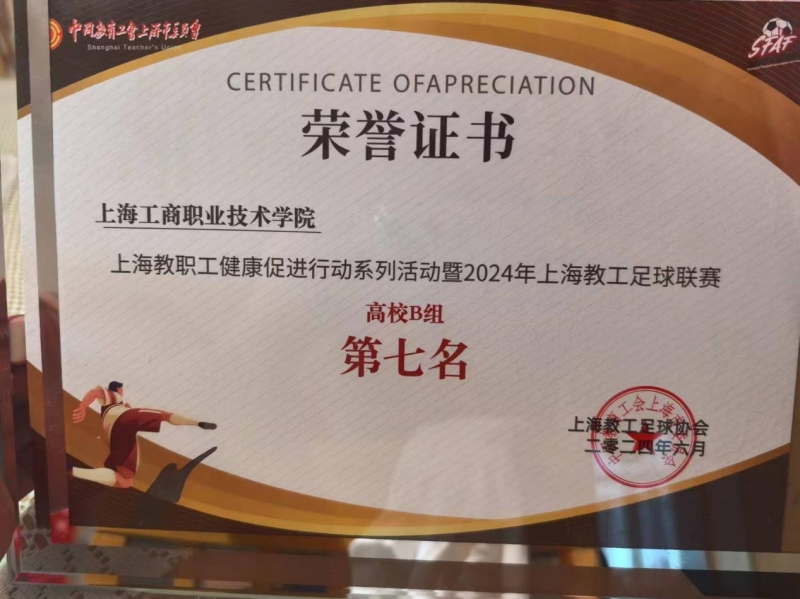 中国教育工会上海市委员会
Shanghai Teacher's Un
STAF
CERTIFICATE OFAPRECIATION
荣誉证书
上海工商职业技术学院
上海教职工健康促进行动系列活动暨2024年上海教工足球联赛
高校B组
第七名
上海教工足球协会
二零二四年六月